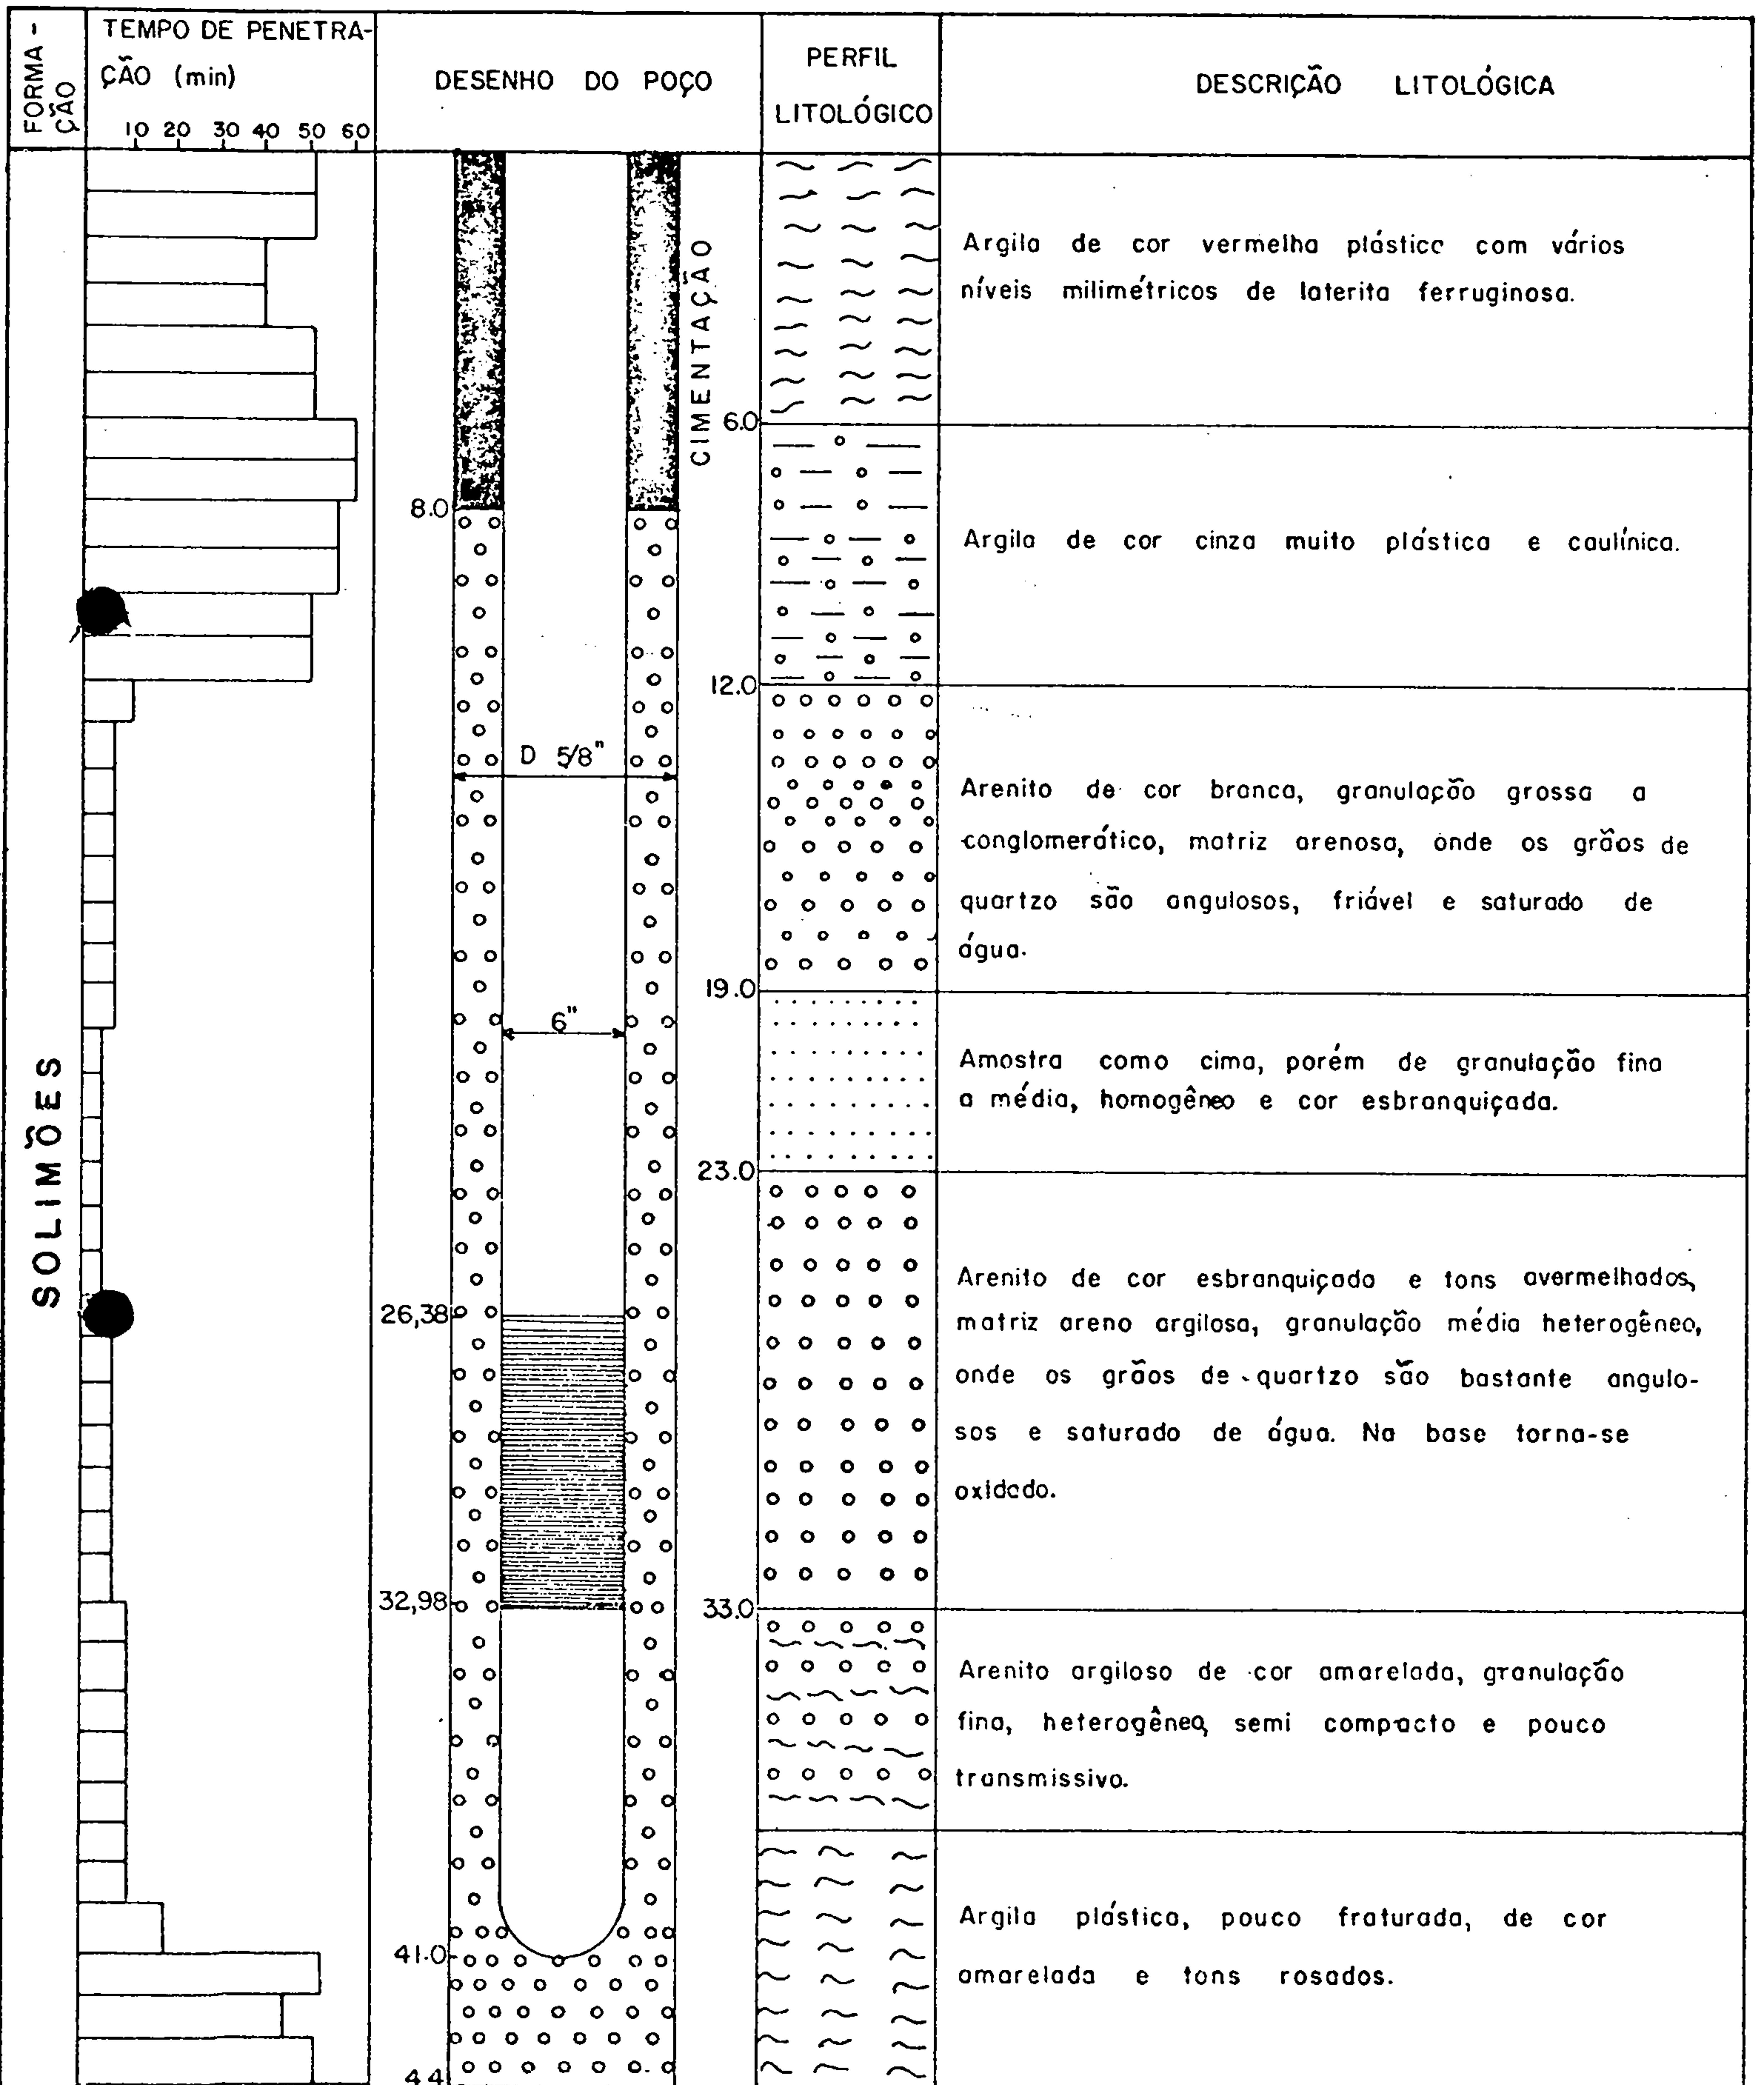 FORMA-
ÇÃO
TEMPO DE PENETRA-
ÇÃO (min)
10 20 30 40 50 60
DESENHO DO POÇO
PERFIL
LITOLÓGICO
DESCRIÇÃO LITOLÓGICA
SOLIMÕES
CIMENTAÇÃO
Argila de cor vermelha plástica com vários
níveis milimétricos de laterita ferruginosa.
6.0
8.0
Argila de cor cinza muito plástica e caulínica.
12.0
D 5/8"
Arenito de cor branca, granulação grossa a
conglomerático, matriz arenosa, onde os grãos de
quartzo são angulosos, friável e saturado de
água.
19.0
6"
Amostra como cima, porém de granulação fina
a média, homogêneo e cor esbranquiçada.
23.0
26,38
Arenito de cor esbranquiçado e tons avermelhados,
matriz areno argilosa, granulação média heterogêneo,
onde os grãos de quartzo são bastante angulo-
sos e saturado de água. Na base torna-se
oxidado.
32,98
33.0
Arenito argiloso de cor amarelada, granulação
fina, heterogêneo, semi compacto e pouco
transmissivo.
Argila plástica, pouco fraturada, de cor
amarelada e tons rosados.
41.0
44